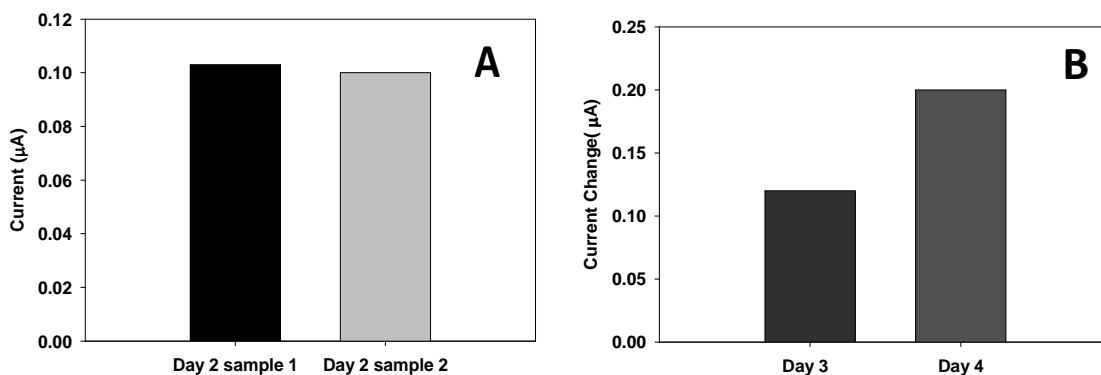 A
Current (μA)
0.12
0.10
0.08
0.06
0.04
0.02
0.00
Day 2 sample 1
Day 2 sample 2
B
Current Change( μA)
0.25
0.20
0.15
0.10
0.05
0.00
Day 3
Day 4